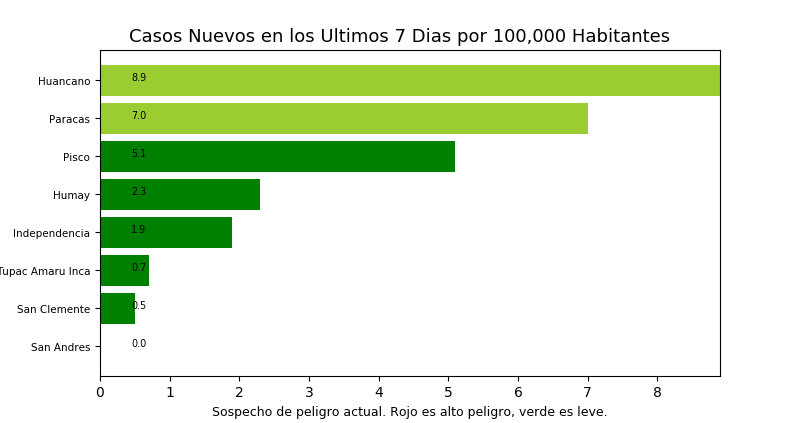 Casos Nuevos en los Ultimos 7 Dias por 100,000 Habitantes
Huancano 8.9
Paracas 7.0
Pisco 5.1
Humay 2.3
Independencia 1.9
Tupac Amaru Inca 0.7
San Clemente 0.5
San Andres 0.0
0 1 2 3 4 5 6 7 8
Sospecho de peligro actual. Rojo es alto peligro, verde es leve.